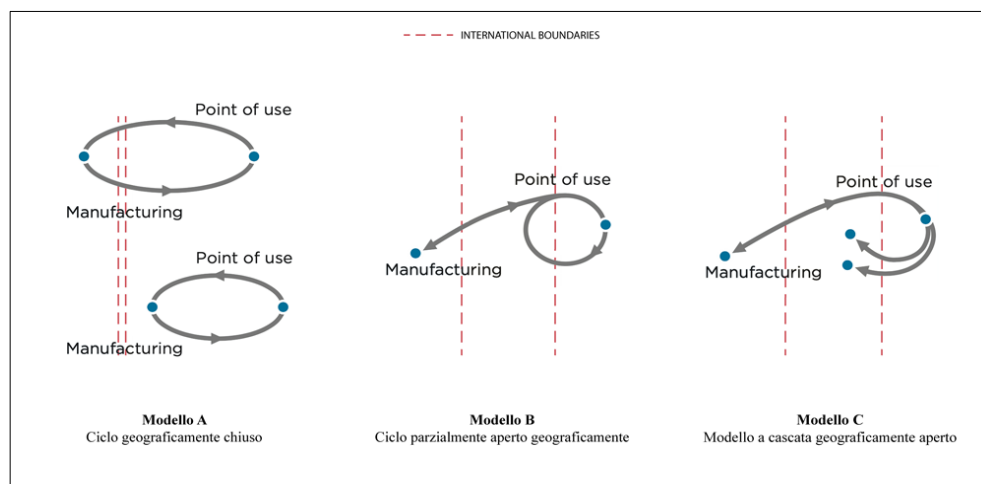 INTERNATIONAL BOUNDARIES
Point of use
Manufacturing
Point of use
Manufacturing
Modello A
Ciclo geograficamente chiuso
Point of use
Manufacturing
Modello B
Ciclo parzialmente aperto geograficamente
Point of use
Manufacturing
Modello C
Modello a cascata geograficamente aperto